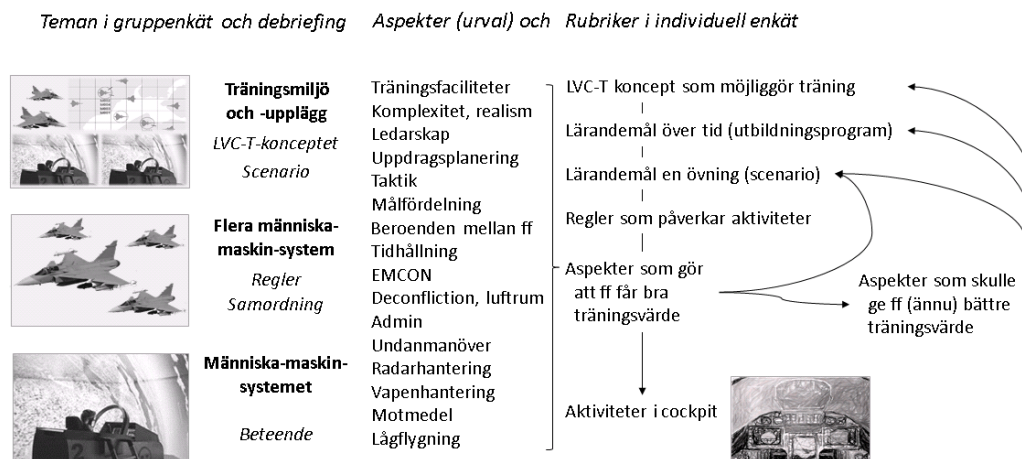 Teman i gruppenkät och debriefing
Aspekter (urval) och
Rubriker i individuell enkät
Träningsmiljö
och -upplägg
LVC-T-konceptet
Scenario
Flera människa-
maskin-system
Regler
Samordning
Människa-maskin-
systemet
Beteende
Träningsfaciliteter
Komplexitet, realism
Ledarskap
Uppdragsplanering
Taktik
Målfördelning
Beroenden mellan ff
Tidhållning
EMCON
Deconfliction, luftrum
Admin
Undanmanöver
Radarhantering
Vapenhantering
Motmedel
Lågflygning
LVC-T koncept som möjliggör träning
Lärandemål över tid (utbildningsprogram)
Lärandemål en övning (scenario)
Regler som påverkar aktiviteter
Aspekter som gör
att ff får bra
träningsvärde
Aktiviteter i cockpit
Aspekter som skulle
ge ff (ännu) bättre
träningsvärde